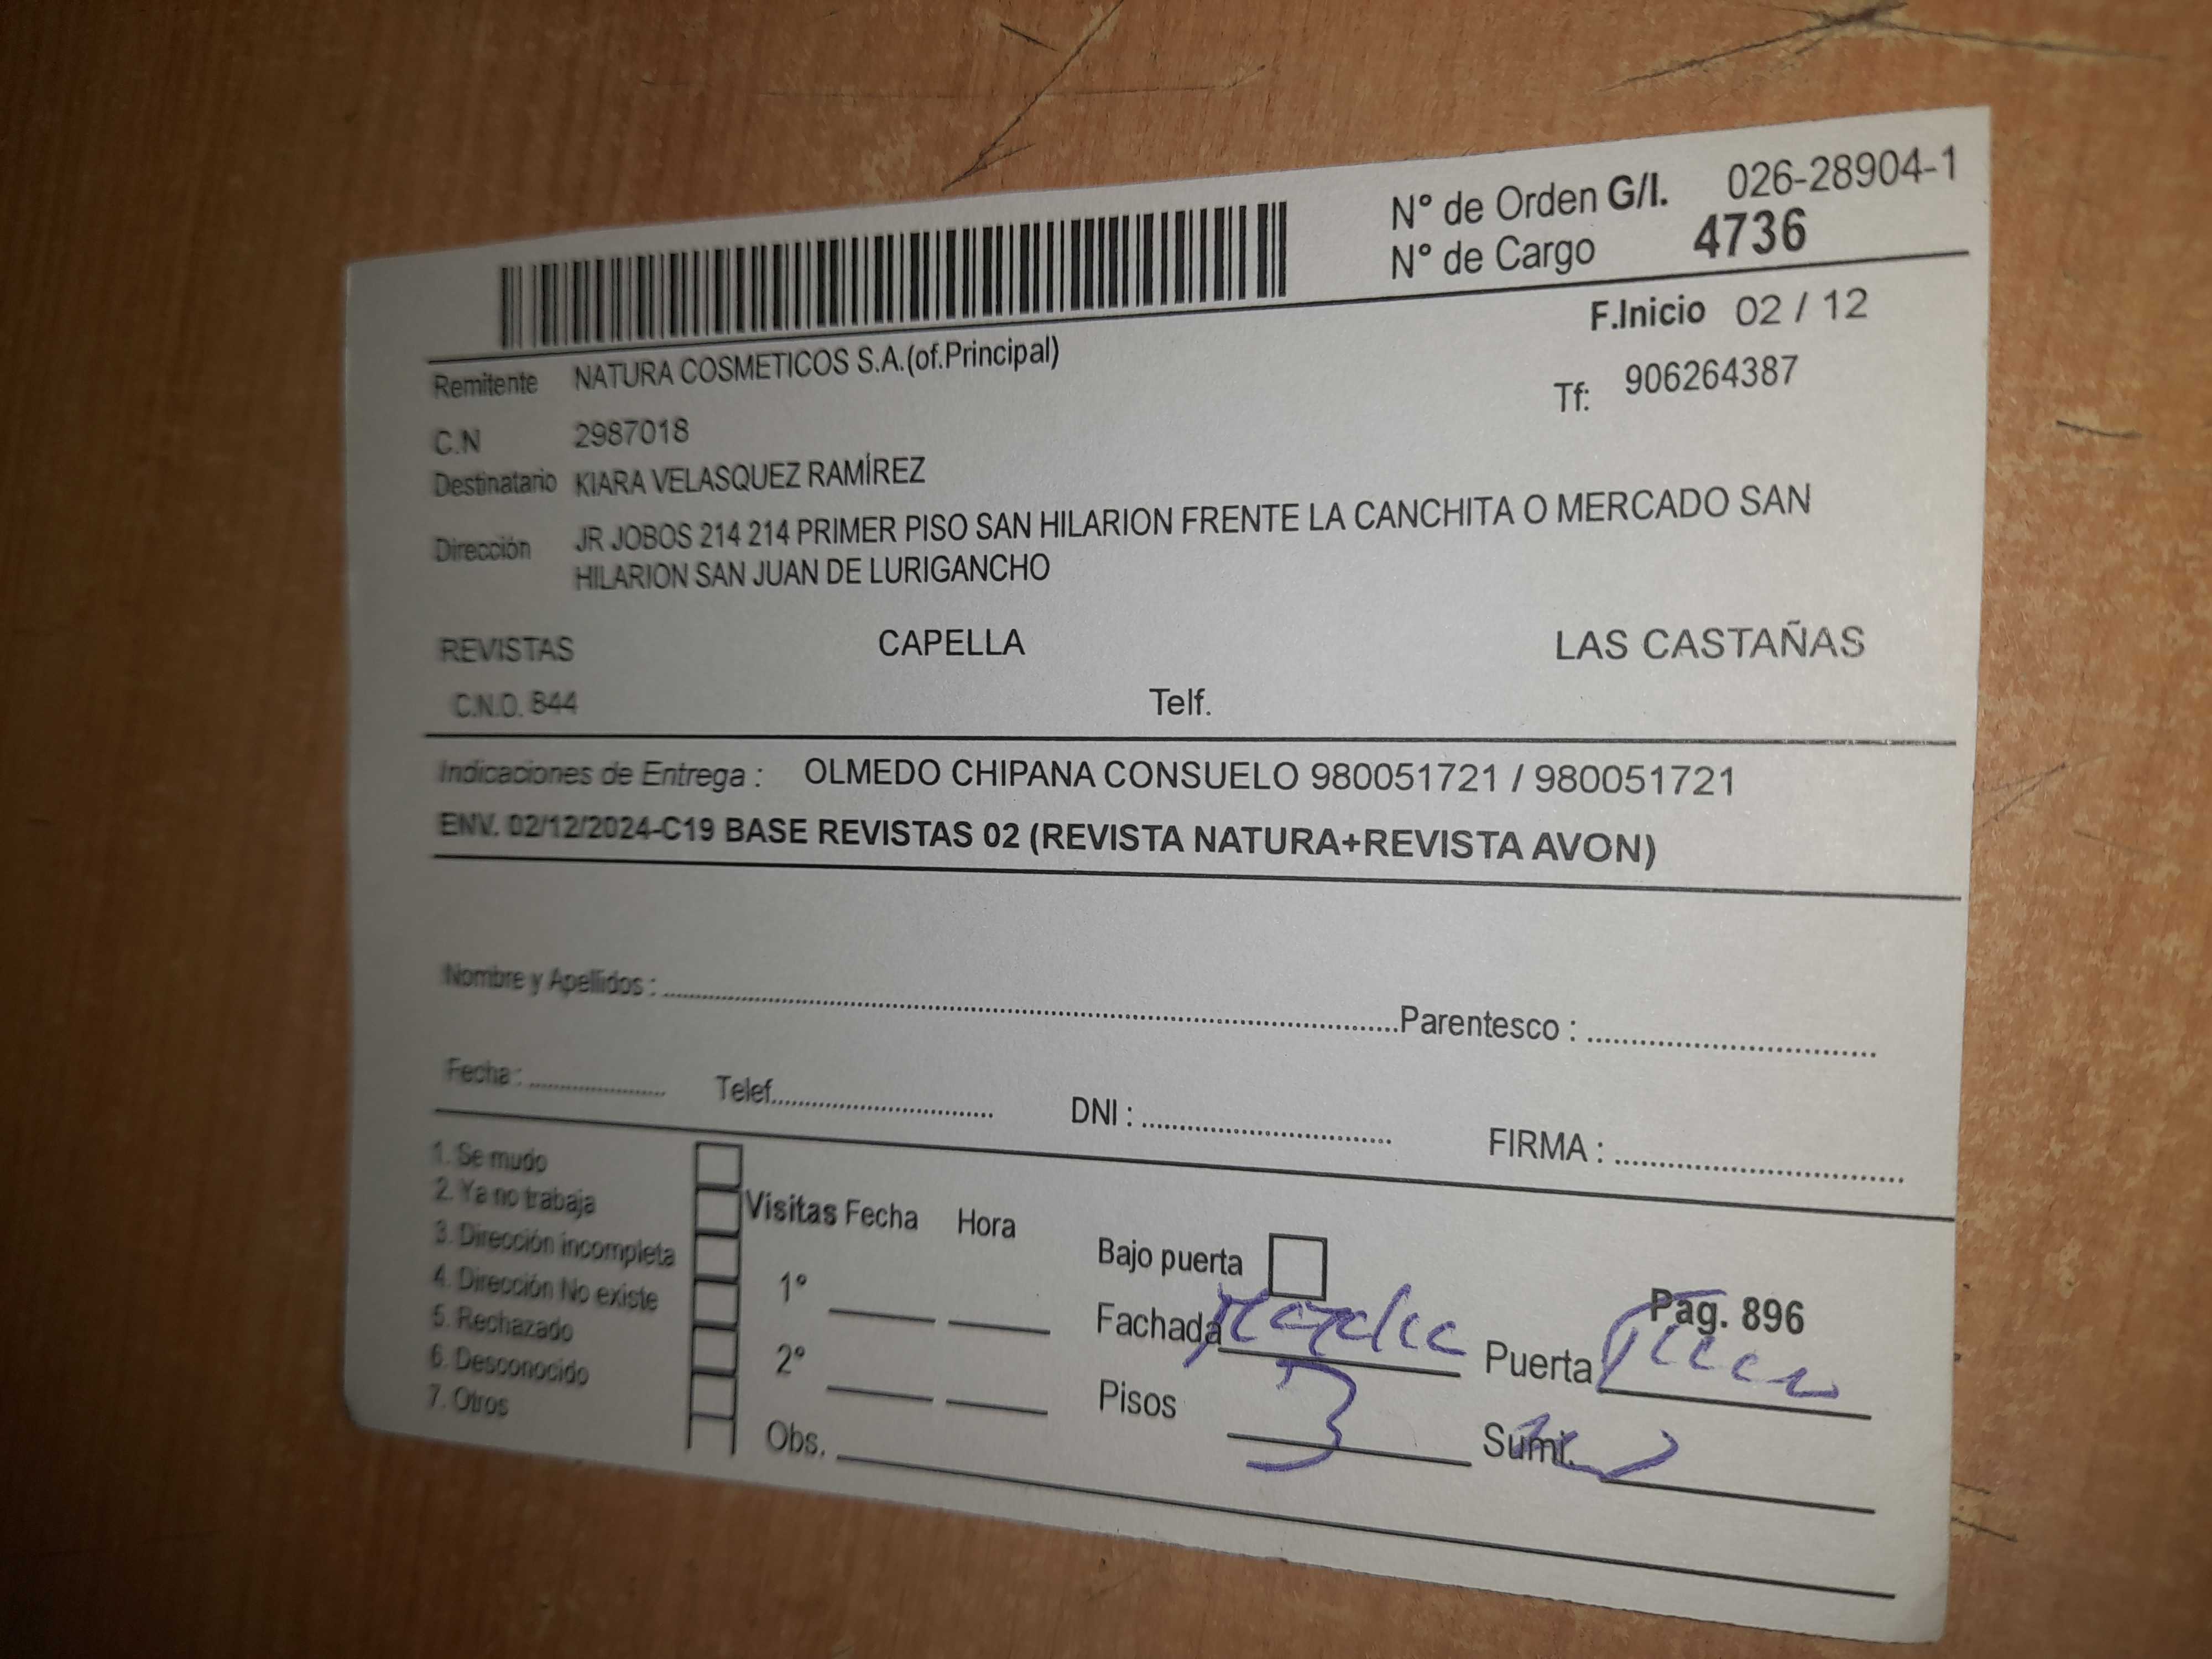 N° de Orden G/I. 026-28904-1
N° de Cargo 4736
F.Inicio 02 / 12
Remitente NATURA COSMETICOS S.A.(of.Principal)
Tf: 906264387
C.N 2987018
Destinatario KIARA VELASQUEZ RAMÍREZ
Dirección JR JOBOS 214 214 PRIMER PISO SAN HILARION FRENTE LA CANCHITA O MERCADO SAN
HILARION SAN JUAN DE LURIGANCHO
REVISTAS CAPELLA LAS CASTAÑAS
C.N.O. 844 Telf.
Indicaciones de Entrega : OLMEDO CHIPANA CONSUELO 980051721 / 980051721
ENV. 02/12/2024-C19 BASE REVISTAS 02 (REVISTA NATURA+REVISTA AVON)
Nombre y Apellidos : Parentesco :
Fecha : Telef. DNI : FIRMA :
1. Se mudo
2. Ya no trabaja
3. Dirección incompleta
4. Dirección No existe
5. Rechazado
6. Desconocido
7. Otros
Visitas Fecha Hora
1°
2°
Obs.
Bajo puerta
Pag. 896
Fachada Puerta
Pisos 3 Sumi.